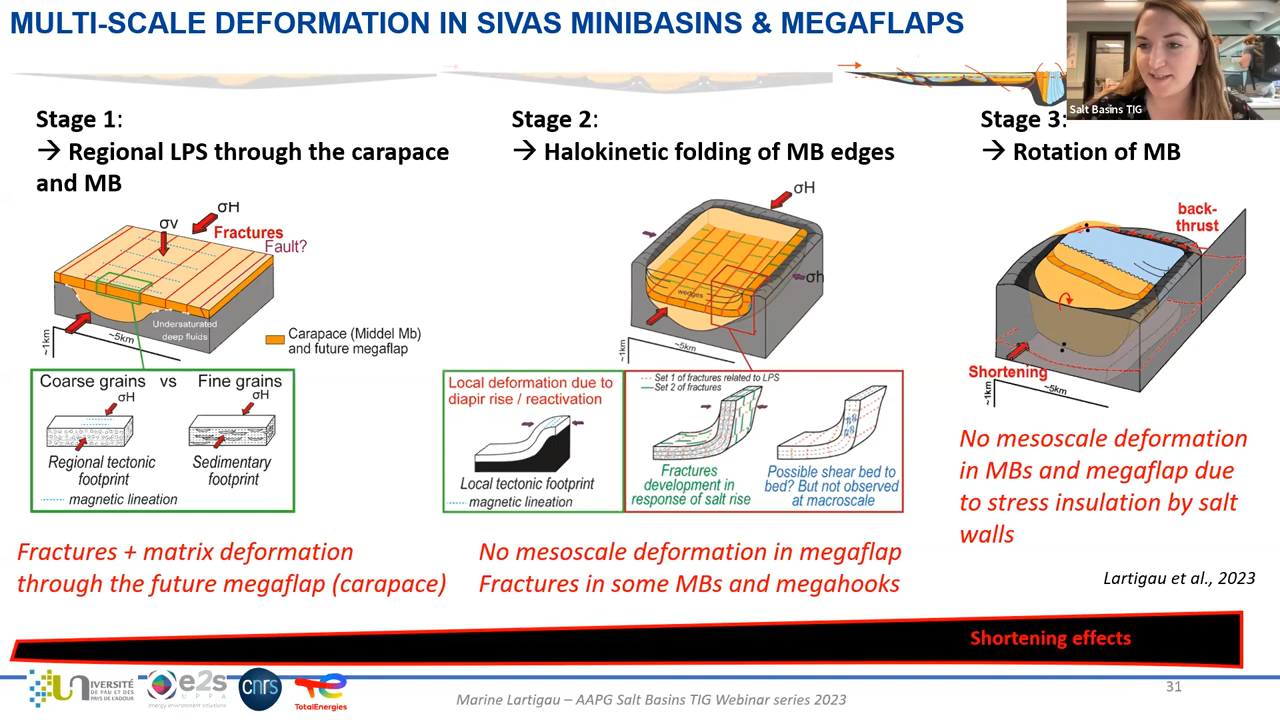 MULTI-SCALE DEFORMATION IN SIVAS MINIBASINS & MEGAFLAPS
Salt Basins TIG
Stage 1:
→ Regional LPS through the carapace
and MB
σH
σv
Fractures
Fault?
Undersaturated
deep fluids
~1km
~5km
Carapace (Middel Mb)
and future megaflap
Coarse grains vs Fine grains
σH
σH
Regional tectonic
footprint
Sedimentary
footprint
magnetic lineation
Fractures + matrix deformation
through the future megaflap (carapace)
Stage 2:
→ Halokinetic folding of MB edges
σH
σh
wedges
~1km
~5km
Local deformation due to
diapir rise / reactivation
Local tectonic footprint
magnetic lineation
Set 1 of fractures related to LPS
Set 2 of fractures
Fractures
development in
response of salt rise
Possible shear bed to
bed? But not observed
at macroscale
No mesoscale deformation in megaflap
Fractures in some MBs and megahooks
Stage 3:
→ Rotation of MB
back-
thrust
Shortening
~1km
~5km
No mesoscale deformation
in MBs and megaflap due
to stress insulation by salt
walls
Lartigau et al., 2023
Shortening effects
UNIVERSITÉ
DE PAU ET DES
PAYS DE L'ADOUR
e2s
UPPA
energy environment solutions
cnrs
TotalEnergies
Marine Lartigau – AAPG Salt Basins TIG Webinar series 2023
31